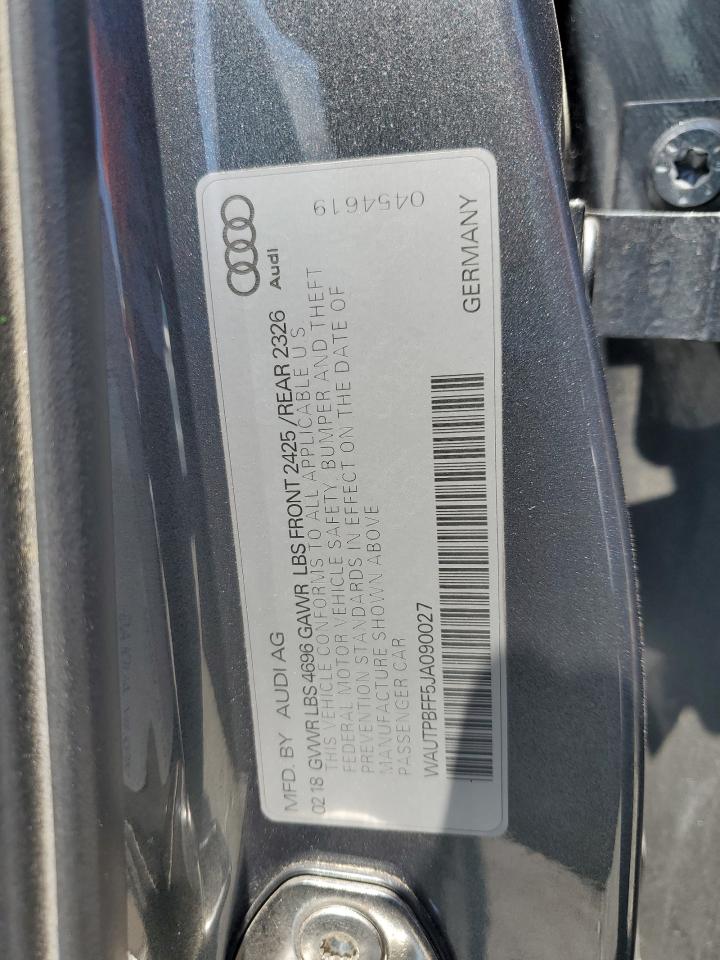 MFD. BY AUDI AG
Audi
02 18 GVWR LBS 4696 GAWR LBS FRONT 2425 /REAR 2326
THIS VEHICLE CONFORMS TO ALL APPLICABLE U S
FEDERAL MOTOR VEHICLE SAFETY BUMPER AND THEFT
PREVENTION STANDARDS IN EFFECT ON THE DATE OF
MANUFACTURE SHOWN ABOVE
PASSENGER CAR
0454619
WAUTPBFF5JA090027
GERMANY